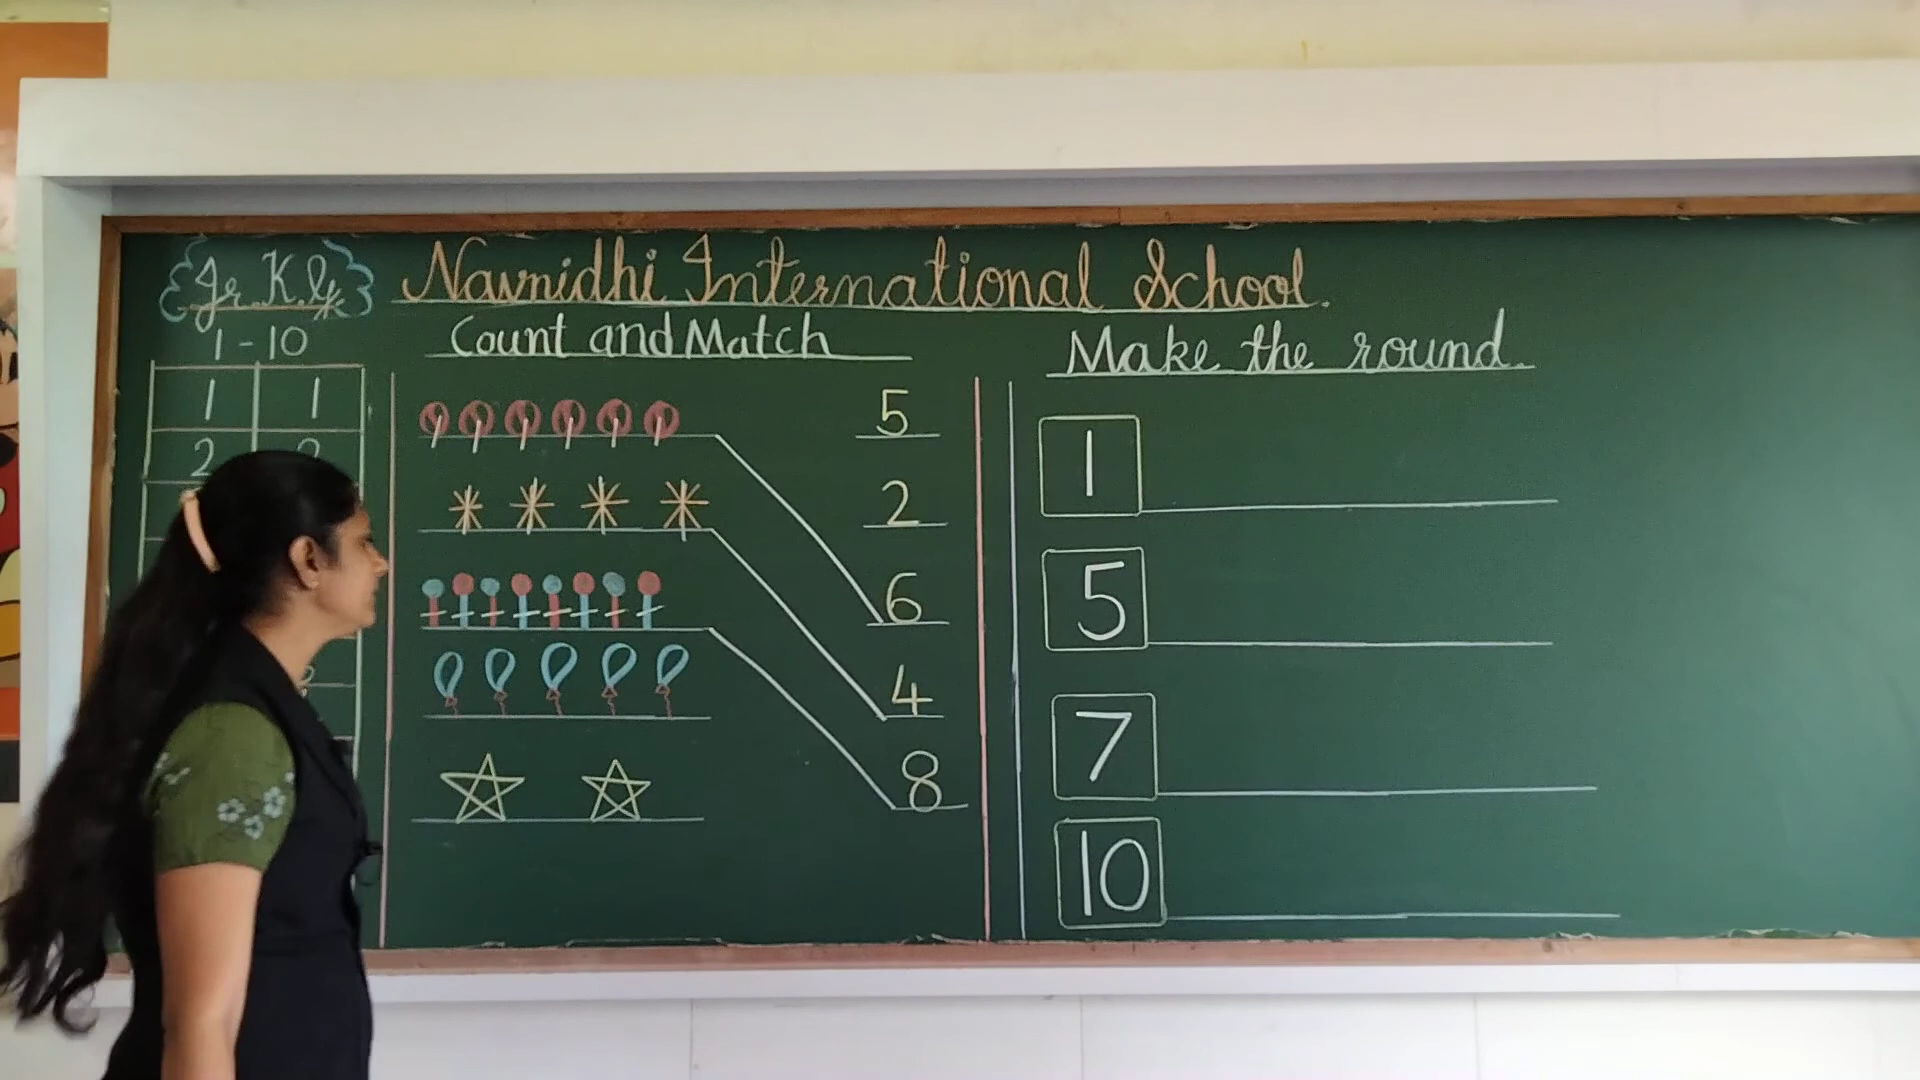 Jr. K.G
Navnidhi International School.
1 - 10
1 1
2 2
Count and Match
5
2
6
4
8
Make the round.
1
5
7
10